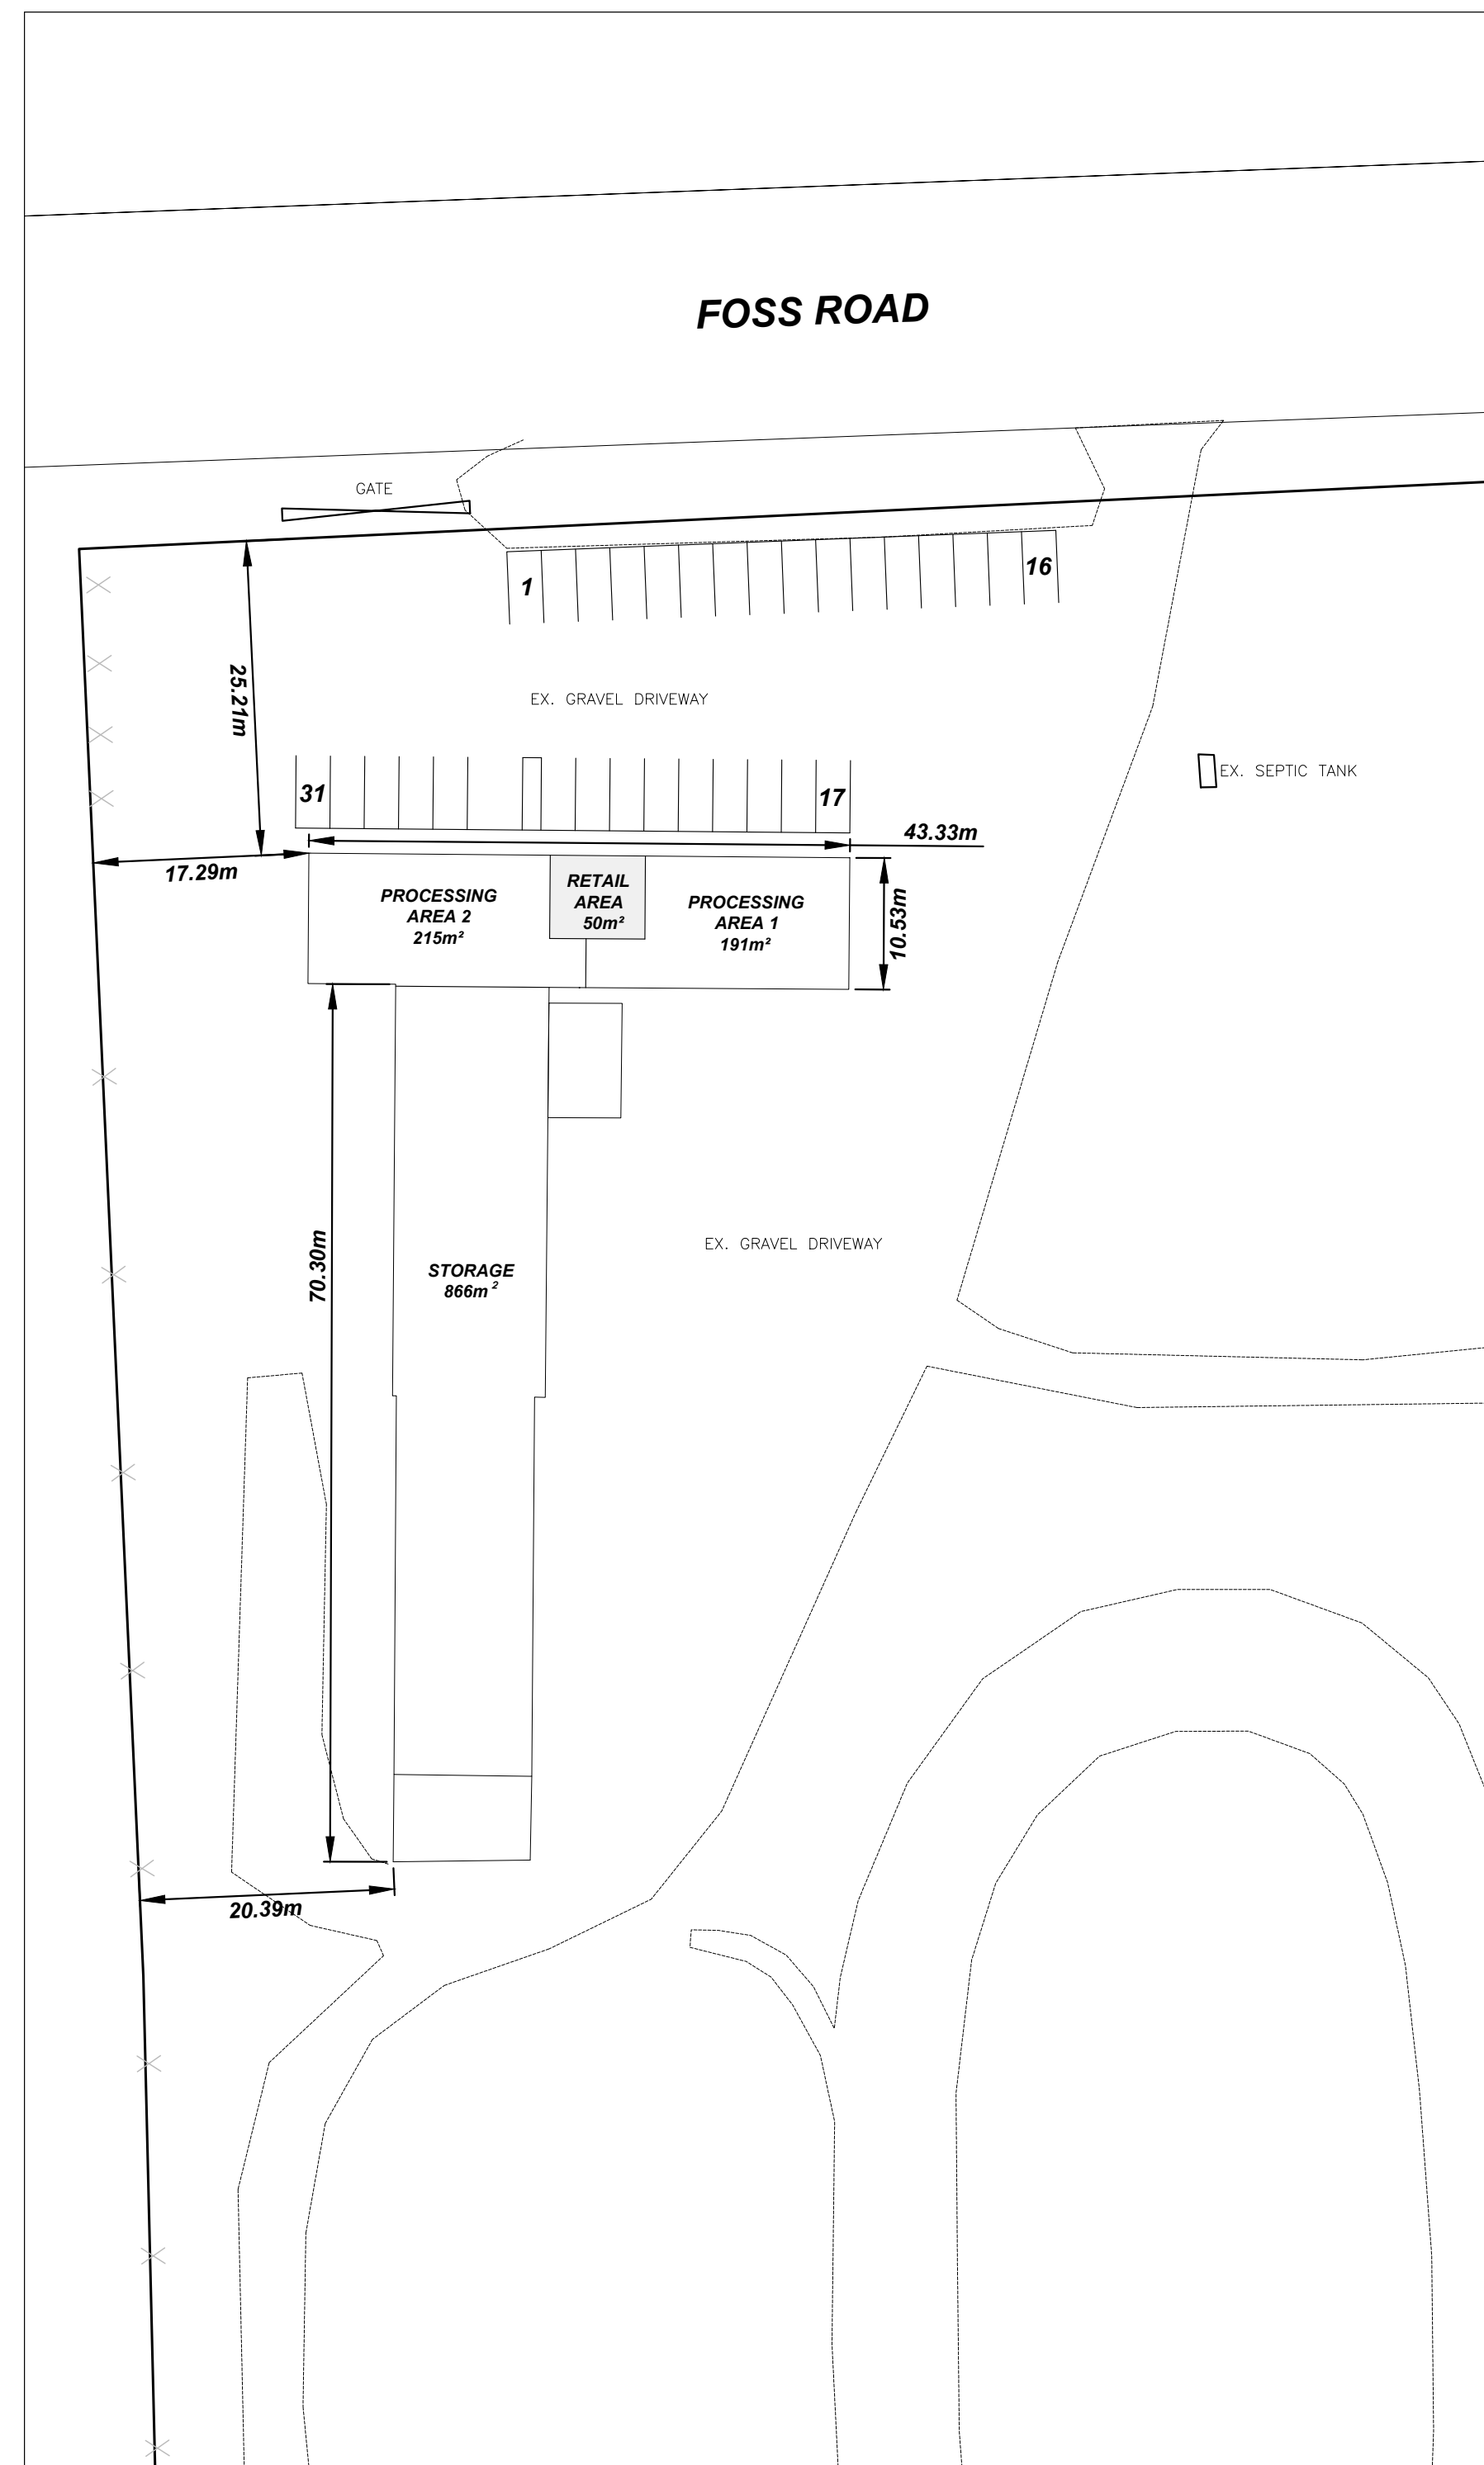 FOSS ROAD
GATE
1
16
25.21m
EX. GRAVEL DRIVEWAY
EX. SEPTIC TANK
31
17
43.33m
17.29m
PROCESSING
AREA 2
215m²
RETAIL
AREA
50m²
PROCESSING
AREA 1
191m²
10.53m
70.30m
EX. GRAVEL DRIVEWAY
STORAGE
866m²
20.39m